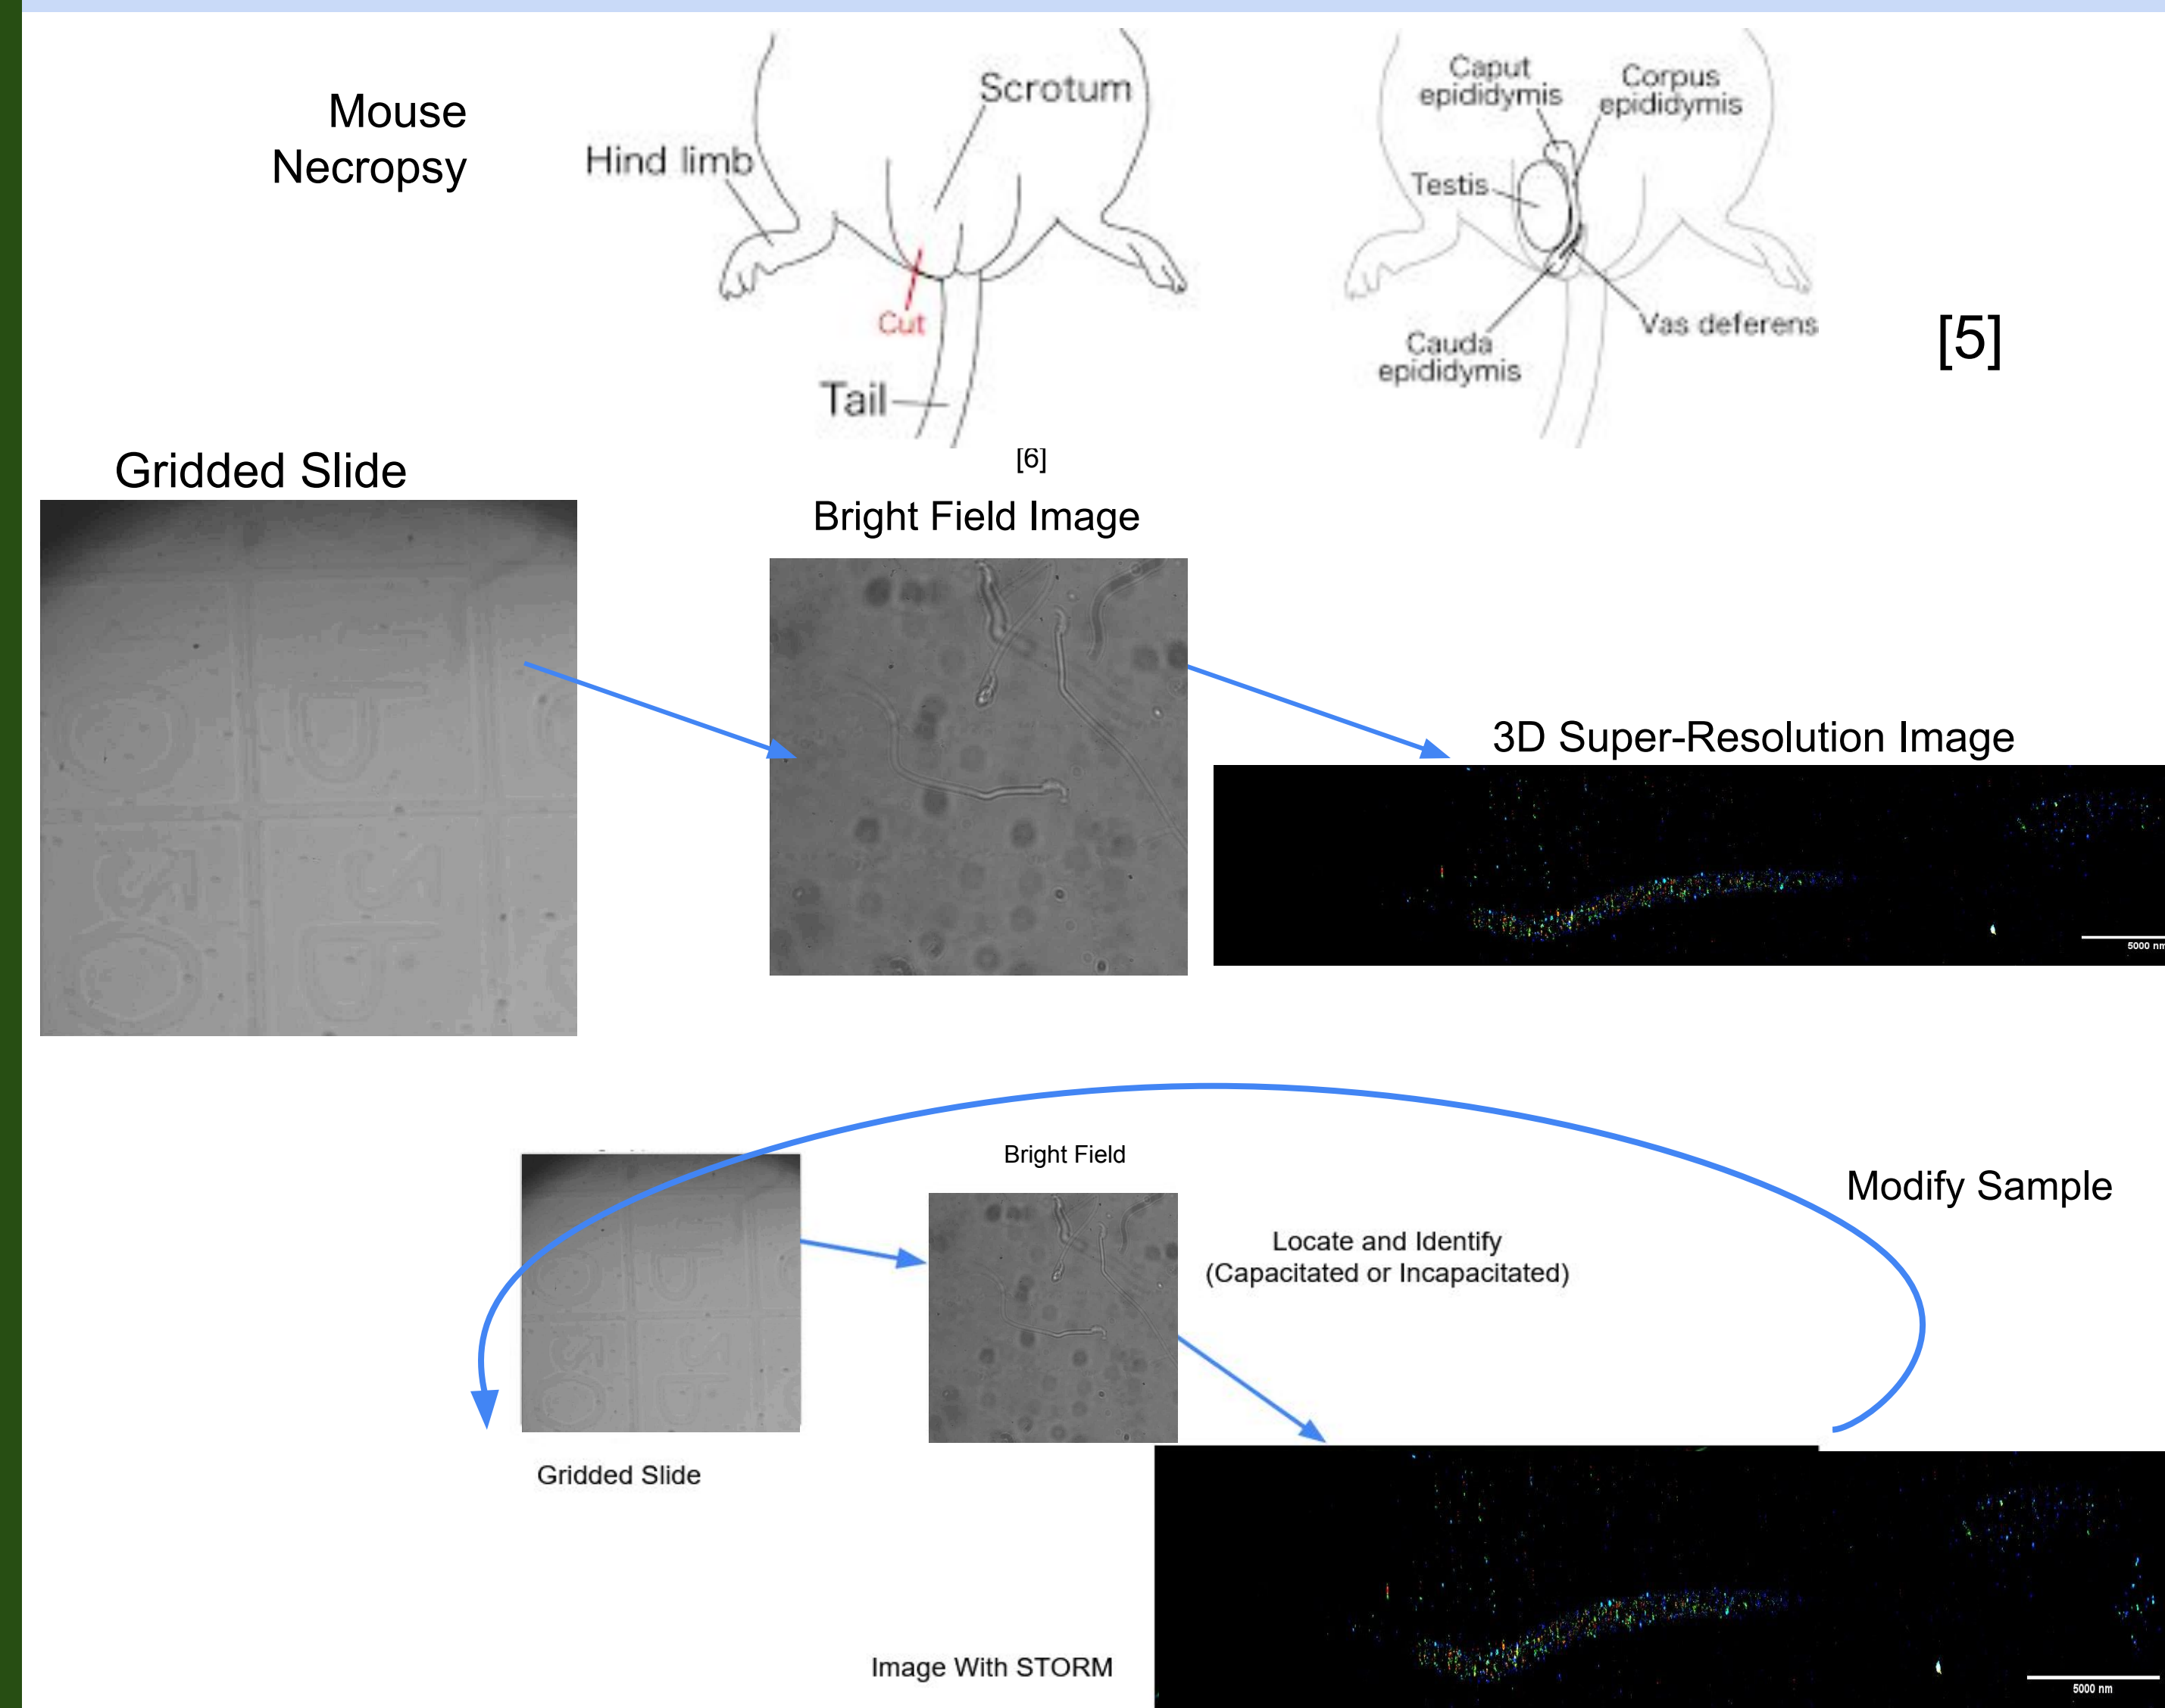 Mouse
Necropsy
Scrotum
Hind limb
Cut
Tail
[6]
Caput
epididymis
Corpus
epididymis
Testis
Cauda
epididymis
Vas deferens
[5]
Gridded Slide
Bright Field Image
3D Super-Resolution Image
5000 nm
Bright Field
Modify Sample
Locate and Identify
(Capacitated or Incapacitated)
Gridded Slide
Image With STORM
5000 nm